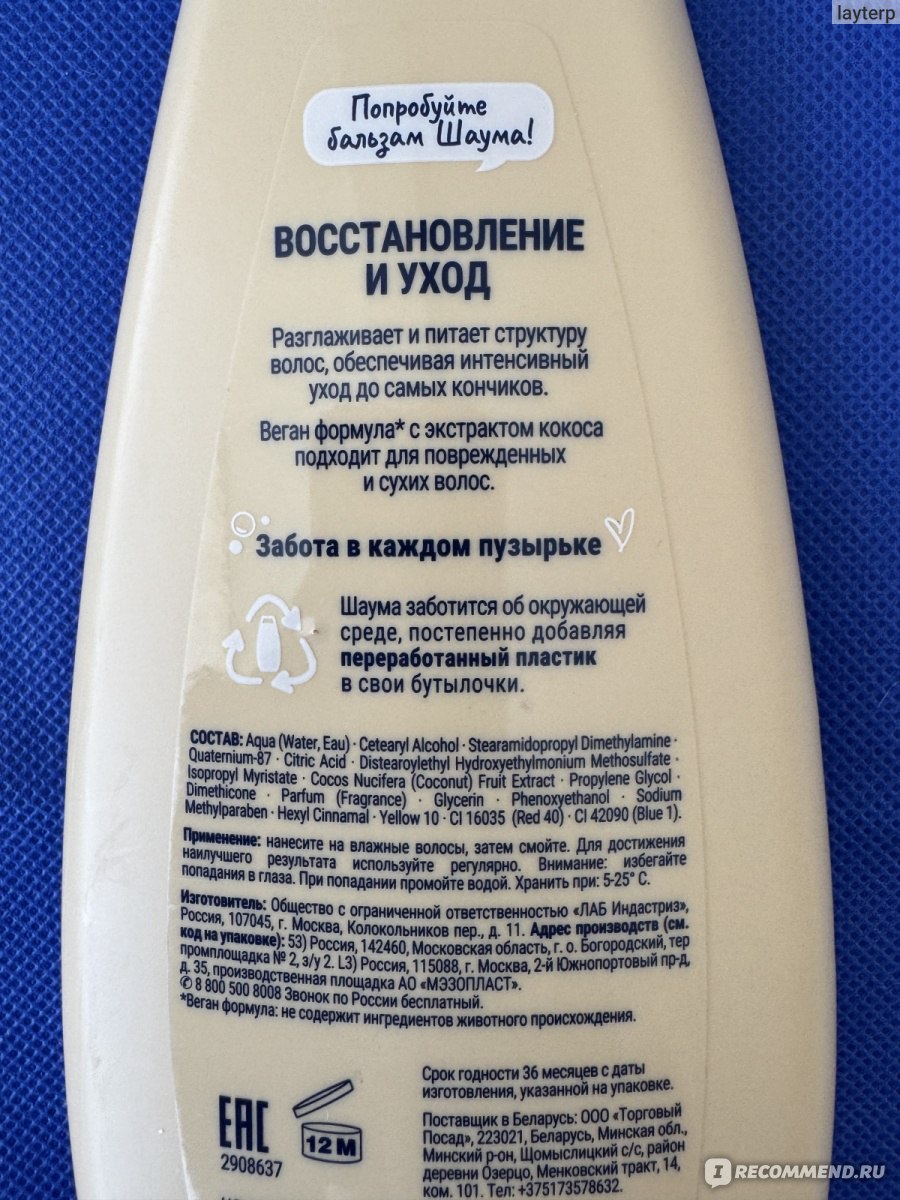 layterp
Попробуйте
бальзам Шаума!
ВОССТАНОВЛЕНИЕ
И УХОД
Разглаживает и питает структуру
волос, обеспечивая интенсивный
уход до самых кончиков.
Веган формула* с экстрактом кокоса
подходит для поврежденных
и сухих волос.
Забота в каждом пузырьке
Шаума заботится об окружающей
среде, постепенно добавляя
переработанный пластик
в свои бутылочки.
СОСТАВ: Aqua (Water, Eau) · Cetearyl Alcohol · Stearamidopropyl Dimethylamine ·
Quaternium-87 · Citric Acid · Distearoylethyl Hydroxyethylmonium Methosulfate ·
Isopropyl Myristate · Cocos Nucifera (Coconut) Fruit Extract · Propylene Glycol ·
Dimethicone · Parfum (Fragrance) · Glycerin · Phenoxyethanol · Sodium
Methylparaben · Hexyl Cinnamal · Yellow 10 · CI 16035 (Red 40) · CI 42090 (Blue 1).
Применение: нанесите на влажные волосы, затем смойте. Для достижения
наилучшего результата используйте регулярно. Внимание: избегайте
попадания в глаза. При попадании промойте водой. Хранить при: 5-25° С.
Изготовитель: Общество с ограниченной ответственностью «ЛАБ Индастриз»,
Россия, 107045, г. Москва, Колокольников пер., д. 11. Адрес производств (см.
код на упаковке): 53) Россия, 142460, Московская область, г. о. Богородский, тер
промплощадка № 2, з/у 2. L3) Россия, 115088, г. Москва, 2-й Южнопортовый пр-д,
д. 35, производственная площадка АО «МЭЗОПЛАСТ».
✆ 8 800 500 8008 Звонок по России бесплатный.
*Веган формула: не содержит ингредиентов животного происхождения.
Срок годности 36 месяцев с даты
изготовления, указанной на упаковке.
EAC
2908637
12 M
Поставщик в Беларусь: ООО «Торговый
Посад», 223021, Беларусь, Минская обл.,
Минский р-он, Щомыслицкий с/с, район
деревни Озерцо, Менковский тракт, 14,
ком. 101. Тел: +375173578632.
IRECOMMEND.RU